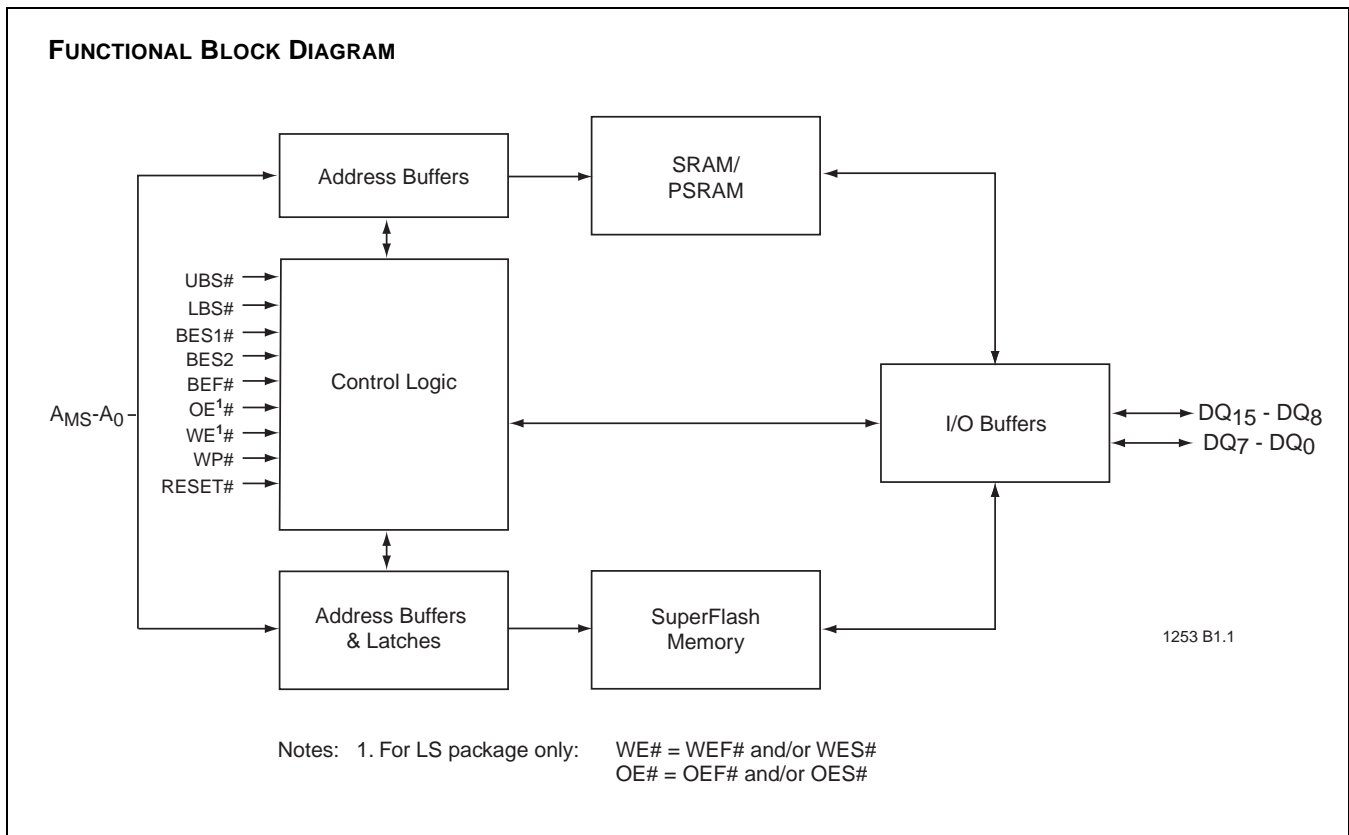 FUNCTIONAL BLOCK DIAGRAM
Address Buffers
SRAM/
PSRAM
UBS#
LBS#
BES1#
BES2
BEF#
OE¹#
WE¹#
WP#
RESET#
Control Logic
AMS-A0
I/O Buffers
DQ15 - DQ8
DQ7 - DQ0
Address Buffers
& Latches
SuperFlash
Memory
1253 B1.1
Notes: 1. For LS package only: WE# = WEF# and/or WES#
OE# = OEF# and/or OES#